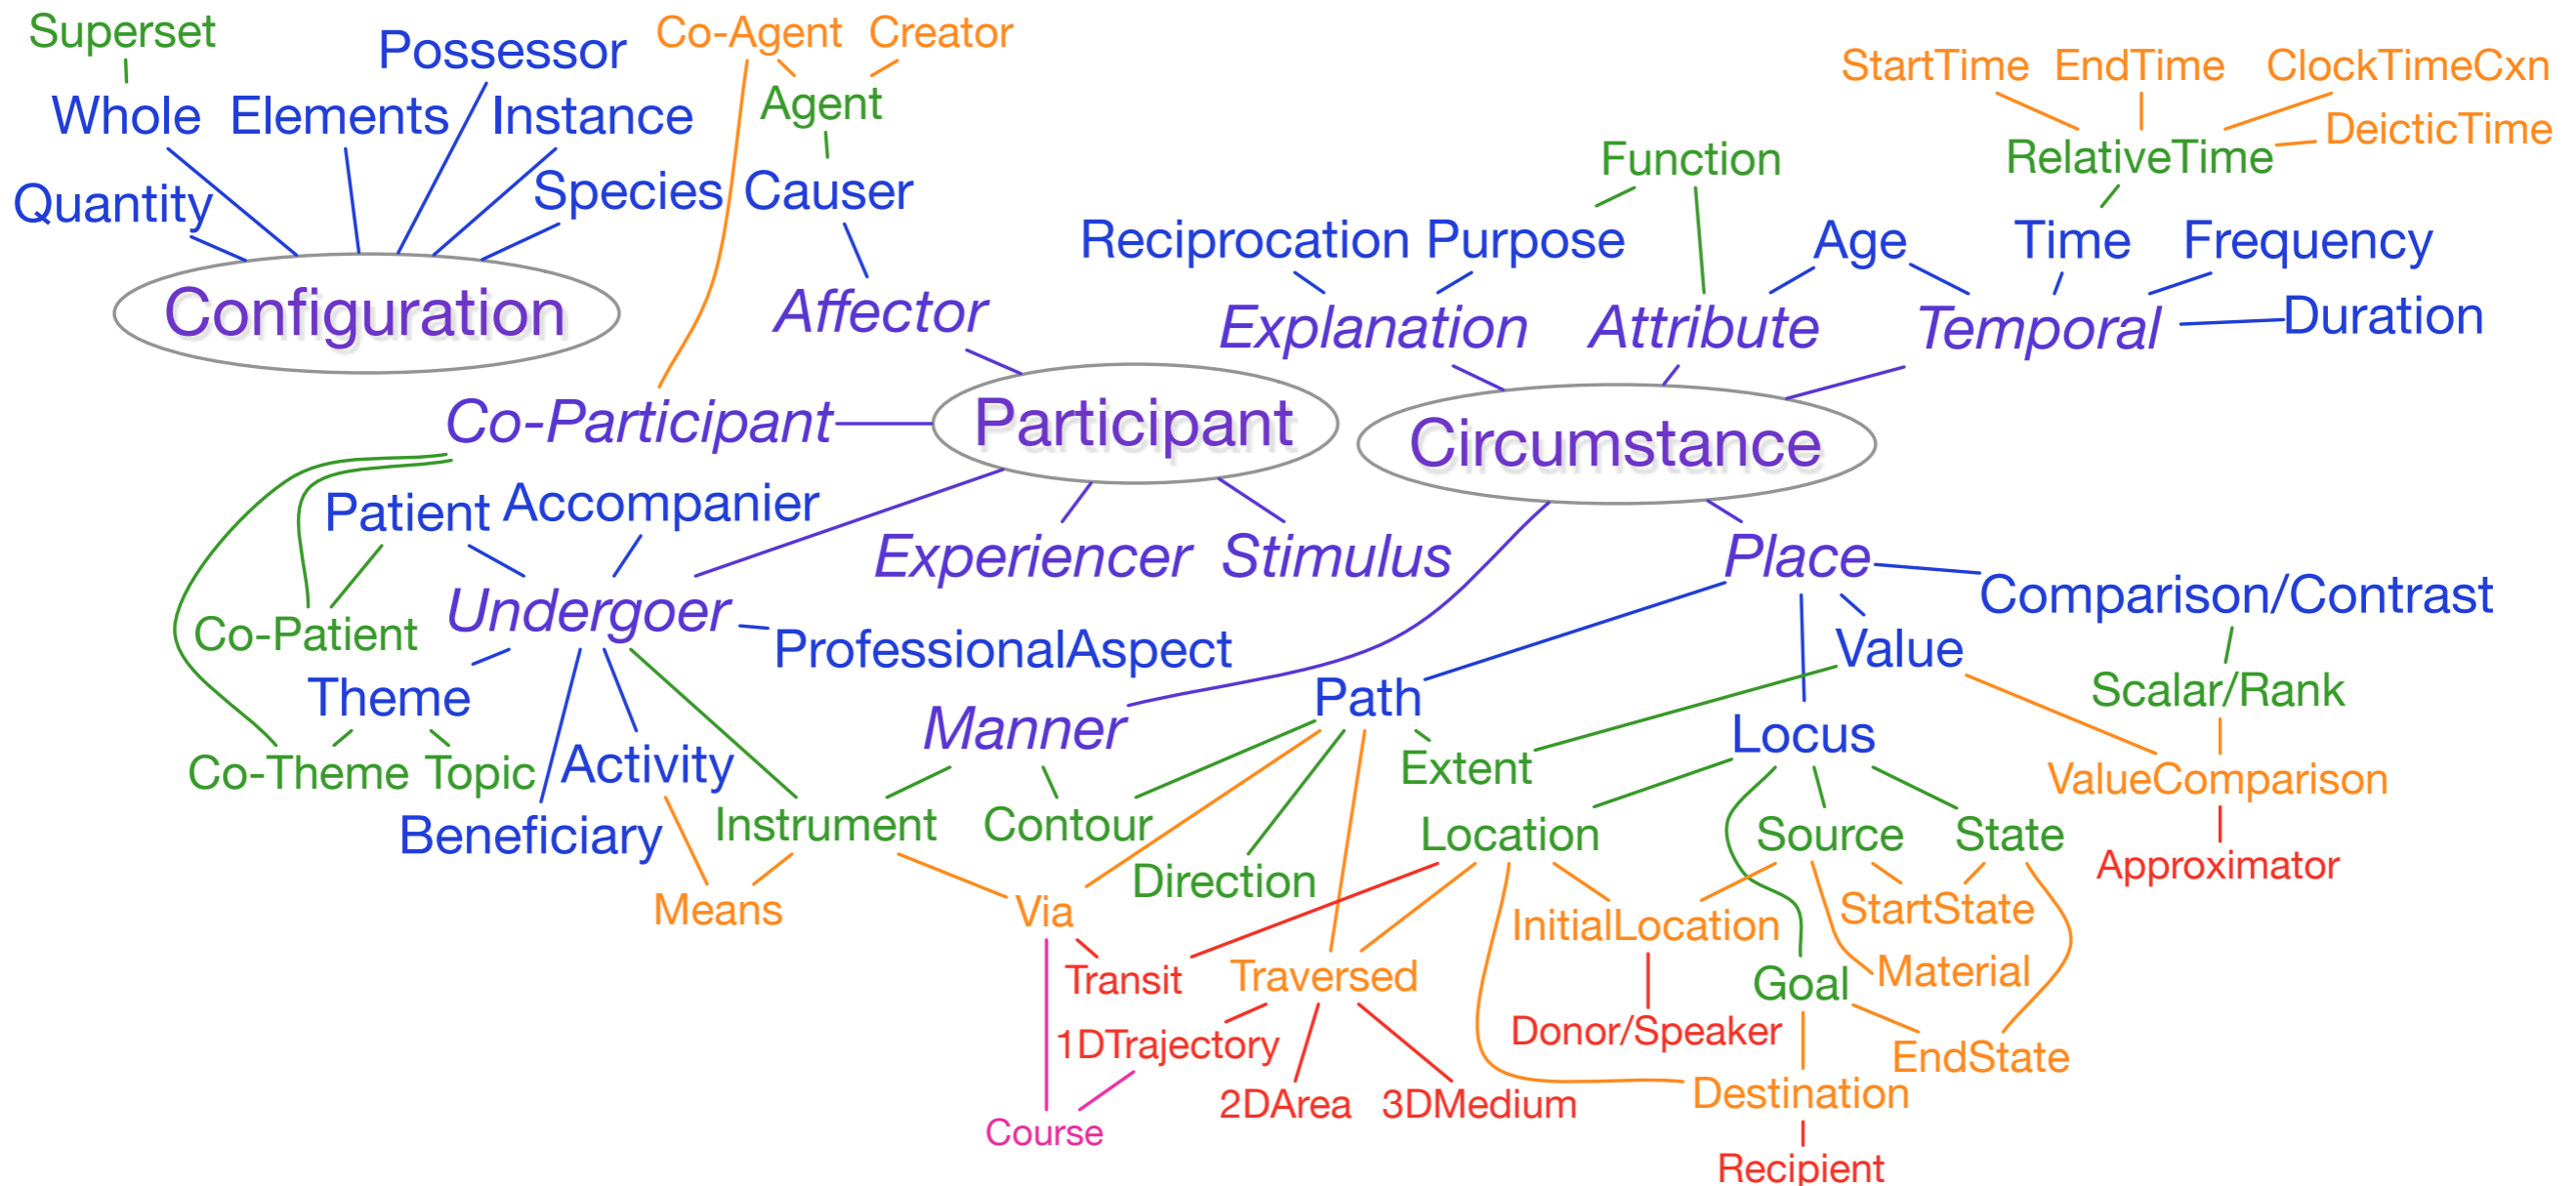 Superset
Possessor
Co-Agent
Creator
StartTime
EndTime
ClockTimeCxn
Whole
Elements
Instance
Agent
DeicticTime
Function
RelativeTime
Quantity
Species
Causer
Reciprocation
Purpose
Age
Time
Frequency
Configuration
Affector
Explanation
Attribute
Temporal
Duration
Co-Participant
Participant
Circumstance
Patient
Accompanier
Experiencer
Stimulus
Place
Comparison/Contrast
Co-Patient
Undergoer
ProfessionalAspect
Value
Theme
Path
Scalar/Rank
Manner
Locus
Co-Theme
Topic
Activity
Extent
ValueComparison
Beneficiary
Instrument
Contour
Location
Source
State
Direction
Approximator
Means
Via
InitialLocation
StartState
Transit
Traversed
Goal
Material
1DTrajectory
Donor/Speaker
EndState
2DArea
3DMedium
Destination
Course
Recipient